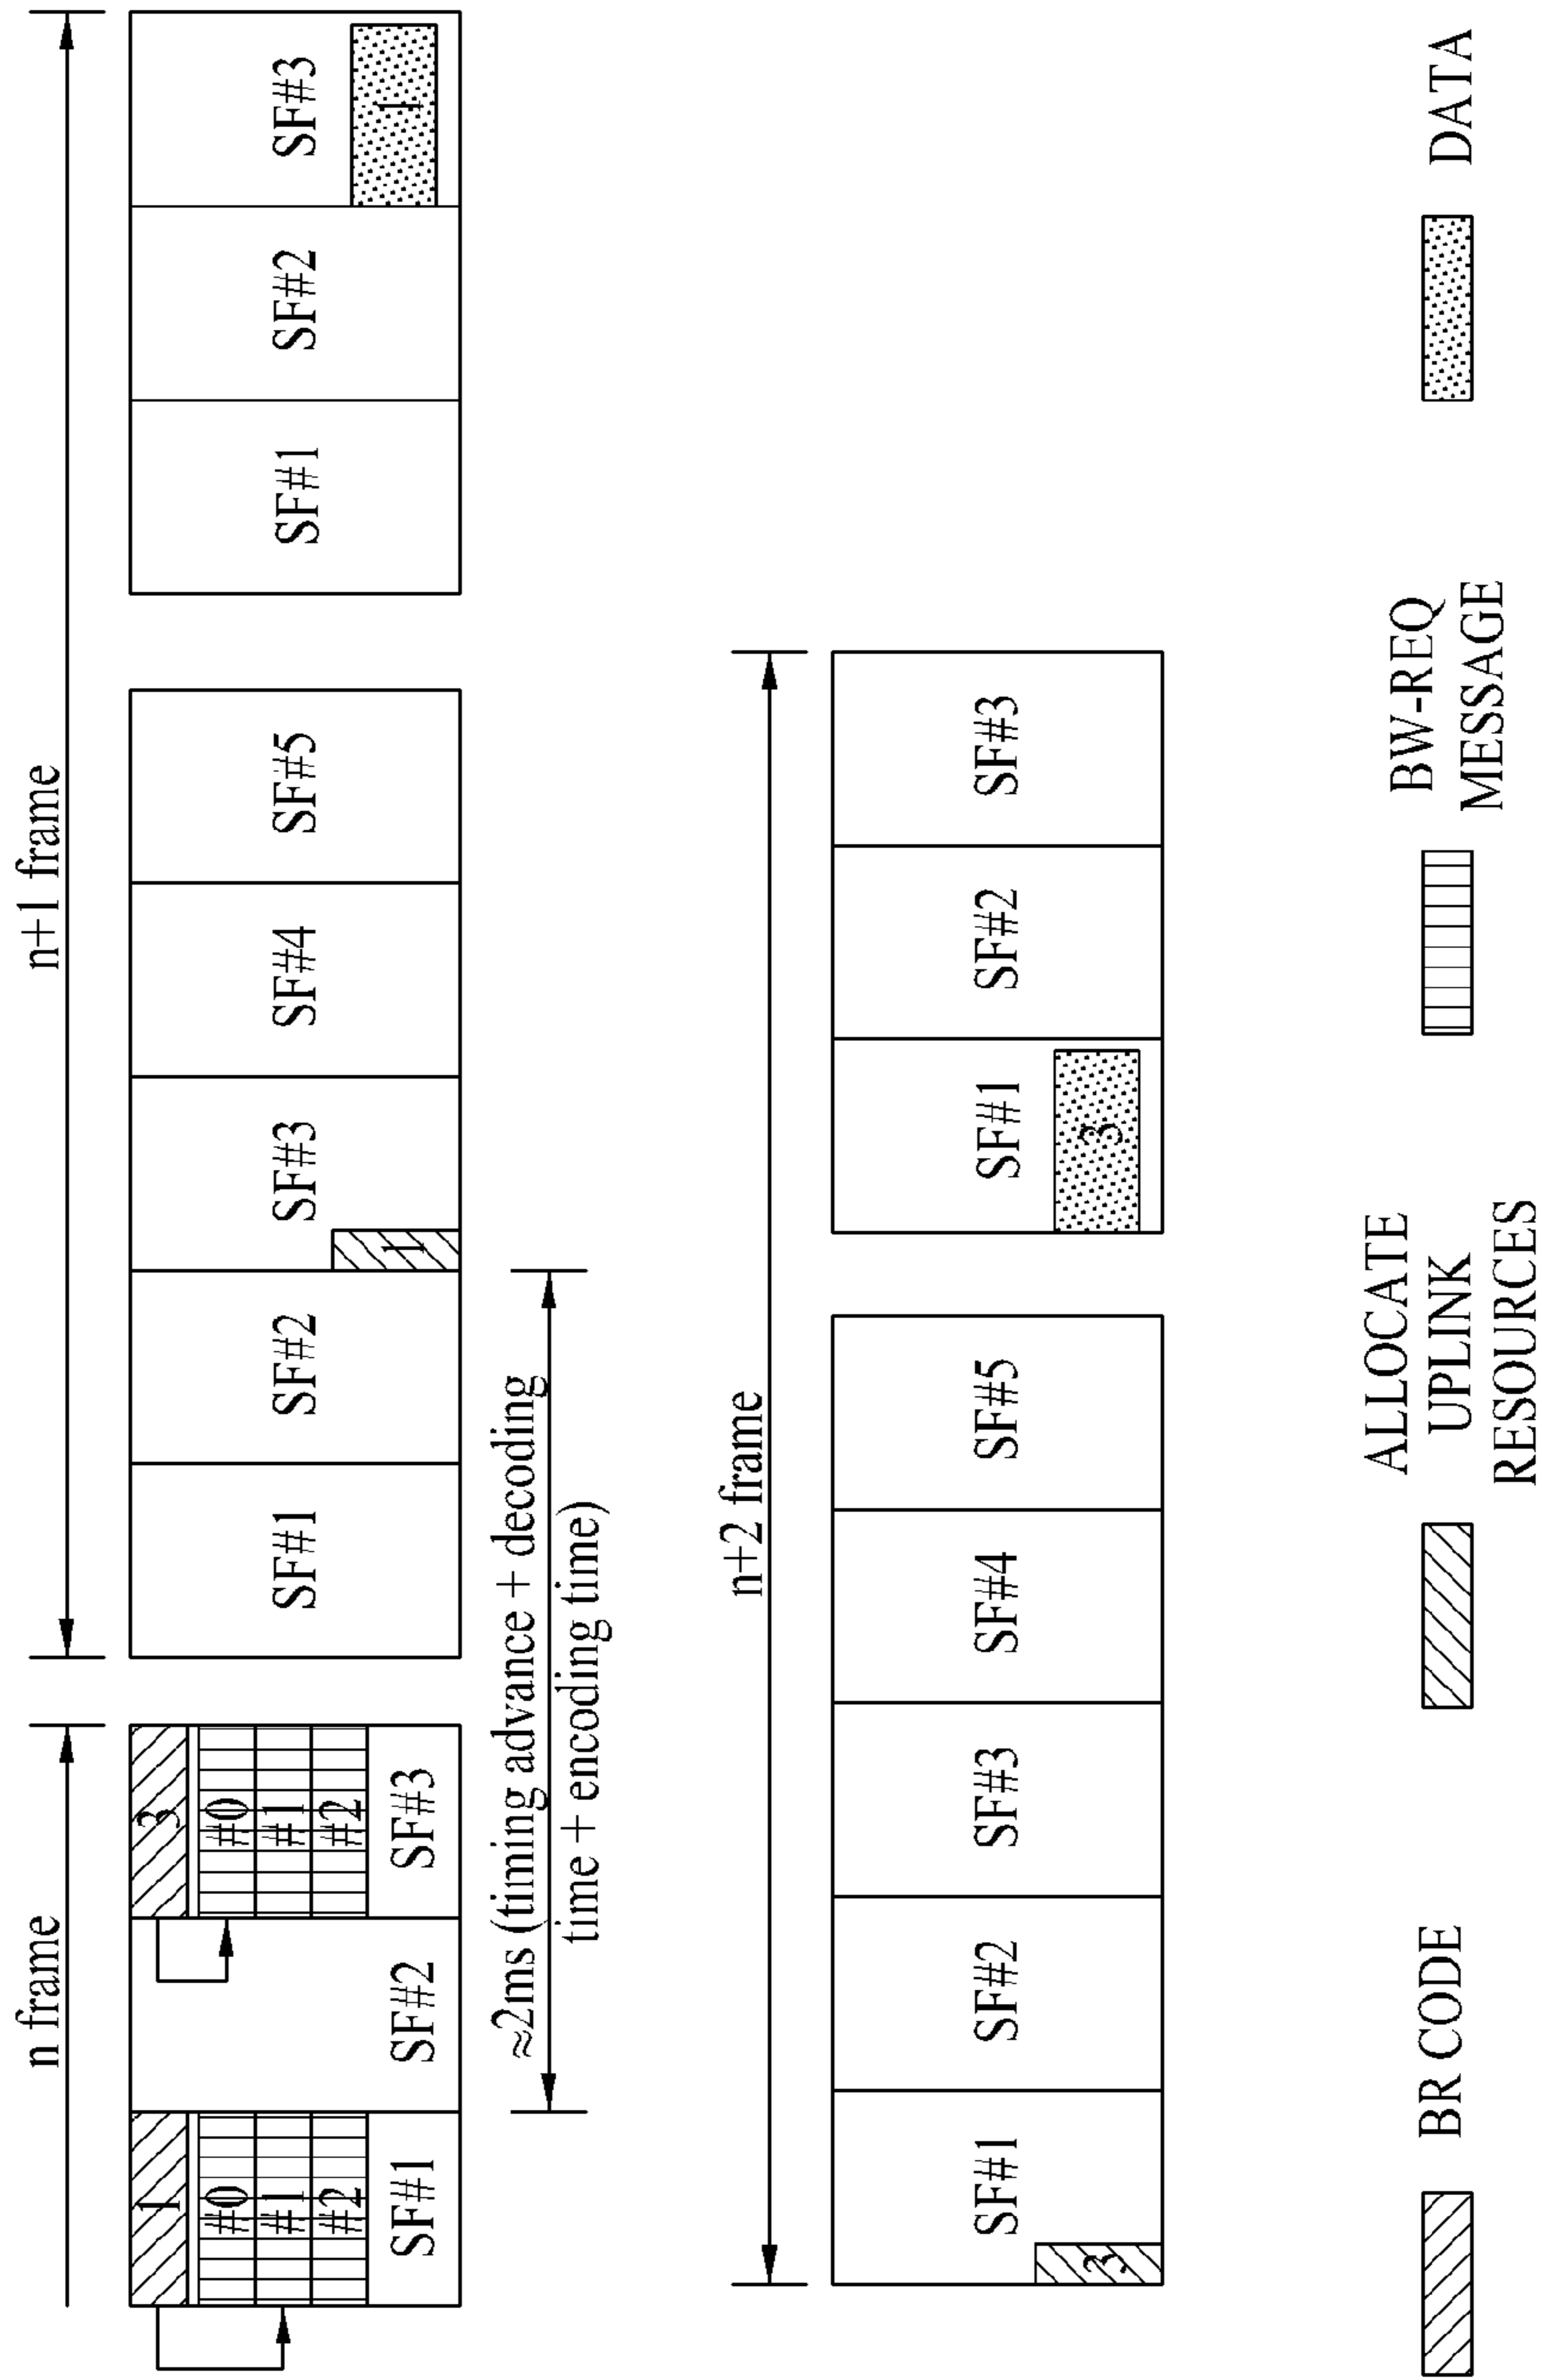 n frame
n+1 frame
1
#0
#1
#2
SF#1
SF#2
3
#0
#1
#2
SF#3
SF#1
SF#2
SF#3
1
SF#4
SF#5
SF#1
SF#2
SF#3
1
≈2ms (timing advance + decoding
time + encoding time)
n+2 frame
SF#1
3
SF#2
SF#3
SF#4
SF#5
SF#1
3
SF#2
SF#3
BR CODE
ALLOCATE
UPLINK
RESOURCES
BW-REQ
MESSAGE
DATA